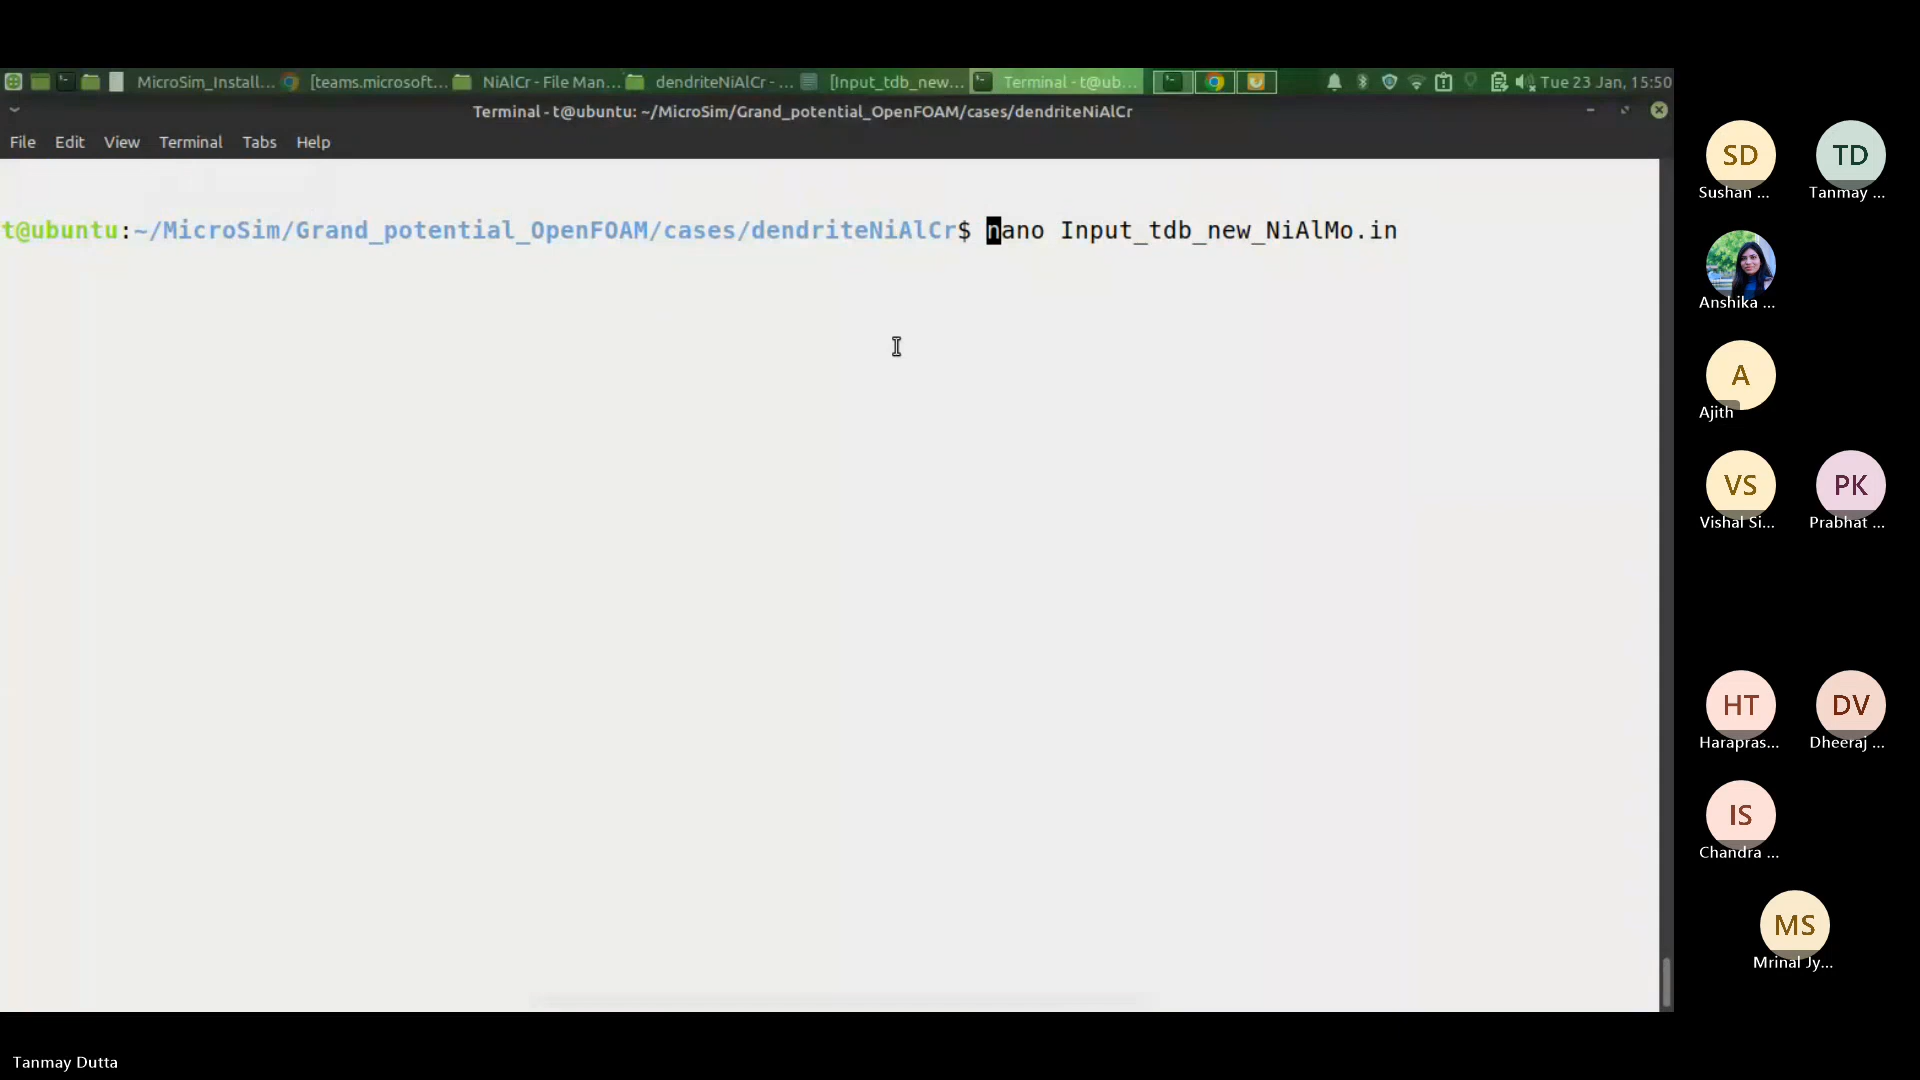 MicroSim_Install... [teams.microsoft... NiAlCr - File Man... dendriteNiAlCr - ... [Input_tdb_new... Terminal - t@ub... Tue 23 Jan, 15:50
Terminal - t@ubuntu: ~/MicroSim/Grand_potential_OpenFOAM/cases/dendriteNiAlCr
File Edit View Terminal Tabs Help
t@ubuntu:~/MicroSim/Grand_potential_OpenFOAM/cases/dendriteNiAlCr$ nano Input_tdb_new_NiAlMo.in
SD TD
Sushan ... Tanmay ...
Anshika ...
A
Ajith
VS PK
Vishal Si... Prabhat ...
HT DV
Harapras... Dheeraj ...
IS
Chandra ...
MS
Mrinal Jy...
Tanmay Dutta